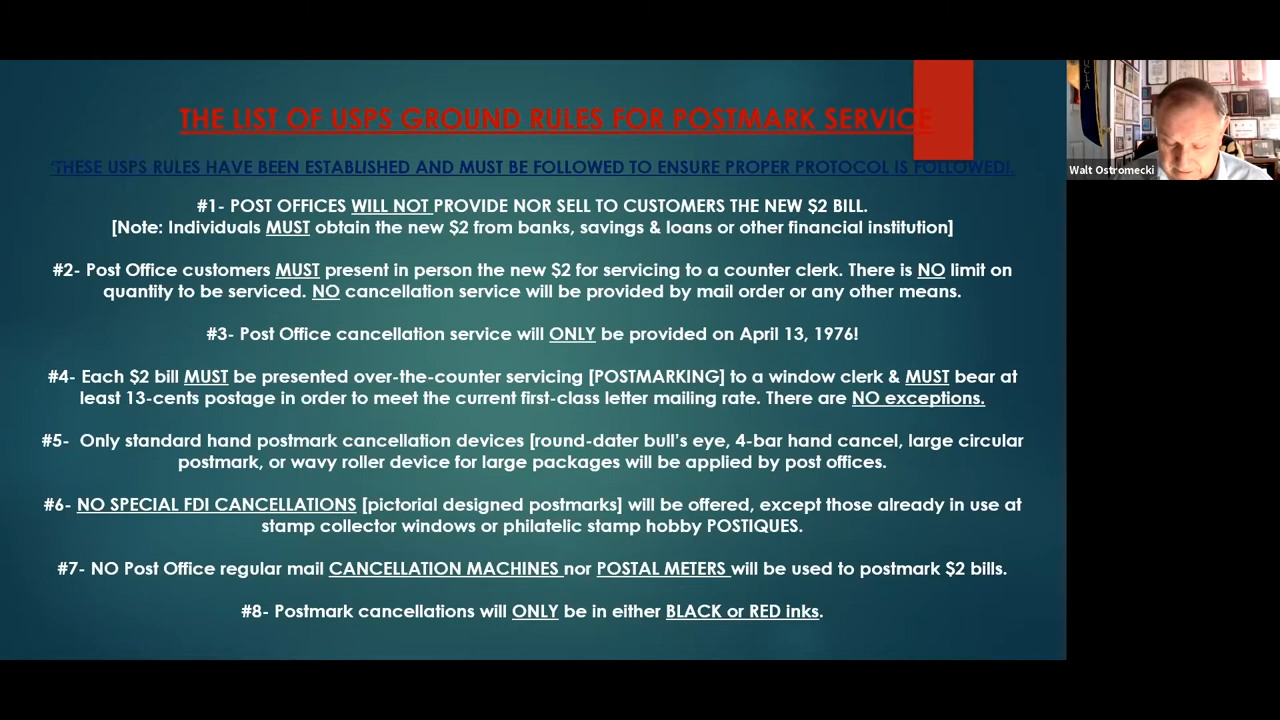 THE LIST OF USPS GROUND RULES FOR POSTMARK SERVICE
THESE USPS RULES HAVE BEEN ESTABLISHED AND MUST BE FOLLOWED TO ENSURE PROPER PROTOCOL IS FOLLOWED!.
#1- POST OFFICES WILL NOT PROVIDE NOR SELL TO CUSTOMERS THE NEW $2 BILL.
[Note: Individuals MUST obtain the new $2 from banks, savings & loans or other financial institution]
#2- Post Office customers MUST present in person the new $2 for servicing to a counter clerk. There is NO limit on
quantity to be serviced. NO cancellation service will be provided by mail order or any other means.
#3- Post Office cancellation service will ONLY be provided on April 13, 1976!
#4- Each $2 bill MUST be presented over-the-counter servicing [POSTMARKING] to a window clerk & MUST bear at
least 13-cents postage in order to meet the current first-class letter mailing rate. There are NO exceptions.
#5- Only standard hand postmark cancellation devices [round-dater bull's eye, 4-bar hand cancel, large circular
postmark, or wavy roller device for large packages will be applied by post offices.
#6- NO SPECIAL FDI CANCELLATIONS [pictorial designed postmarks] will be offered, except those already in use at
stamp collector windows or philatelic stamp hobby POSTIQUES.
#7- NO Post Office regular mail CANCELLATION MACHINES nor POSTAL METERS will be used to postmark $2 bills.
#8- Postmark cancellations will ONLY be in either BLACK or RED inks.
UCLA
Walt Ostromecki